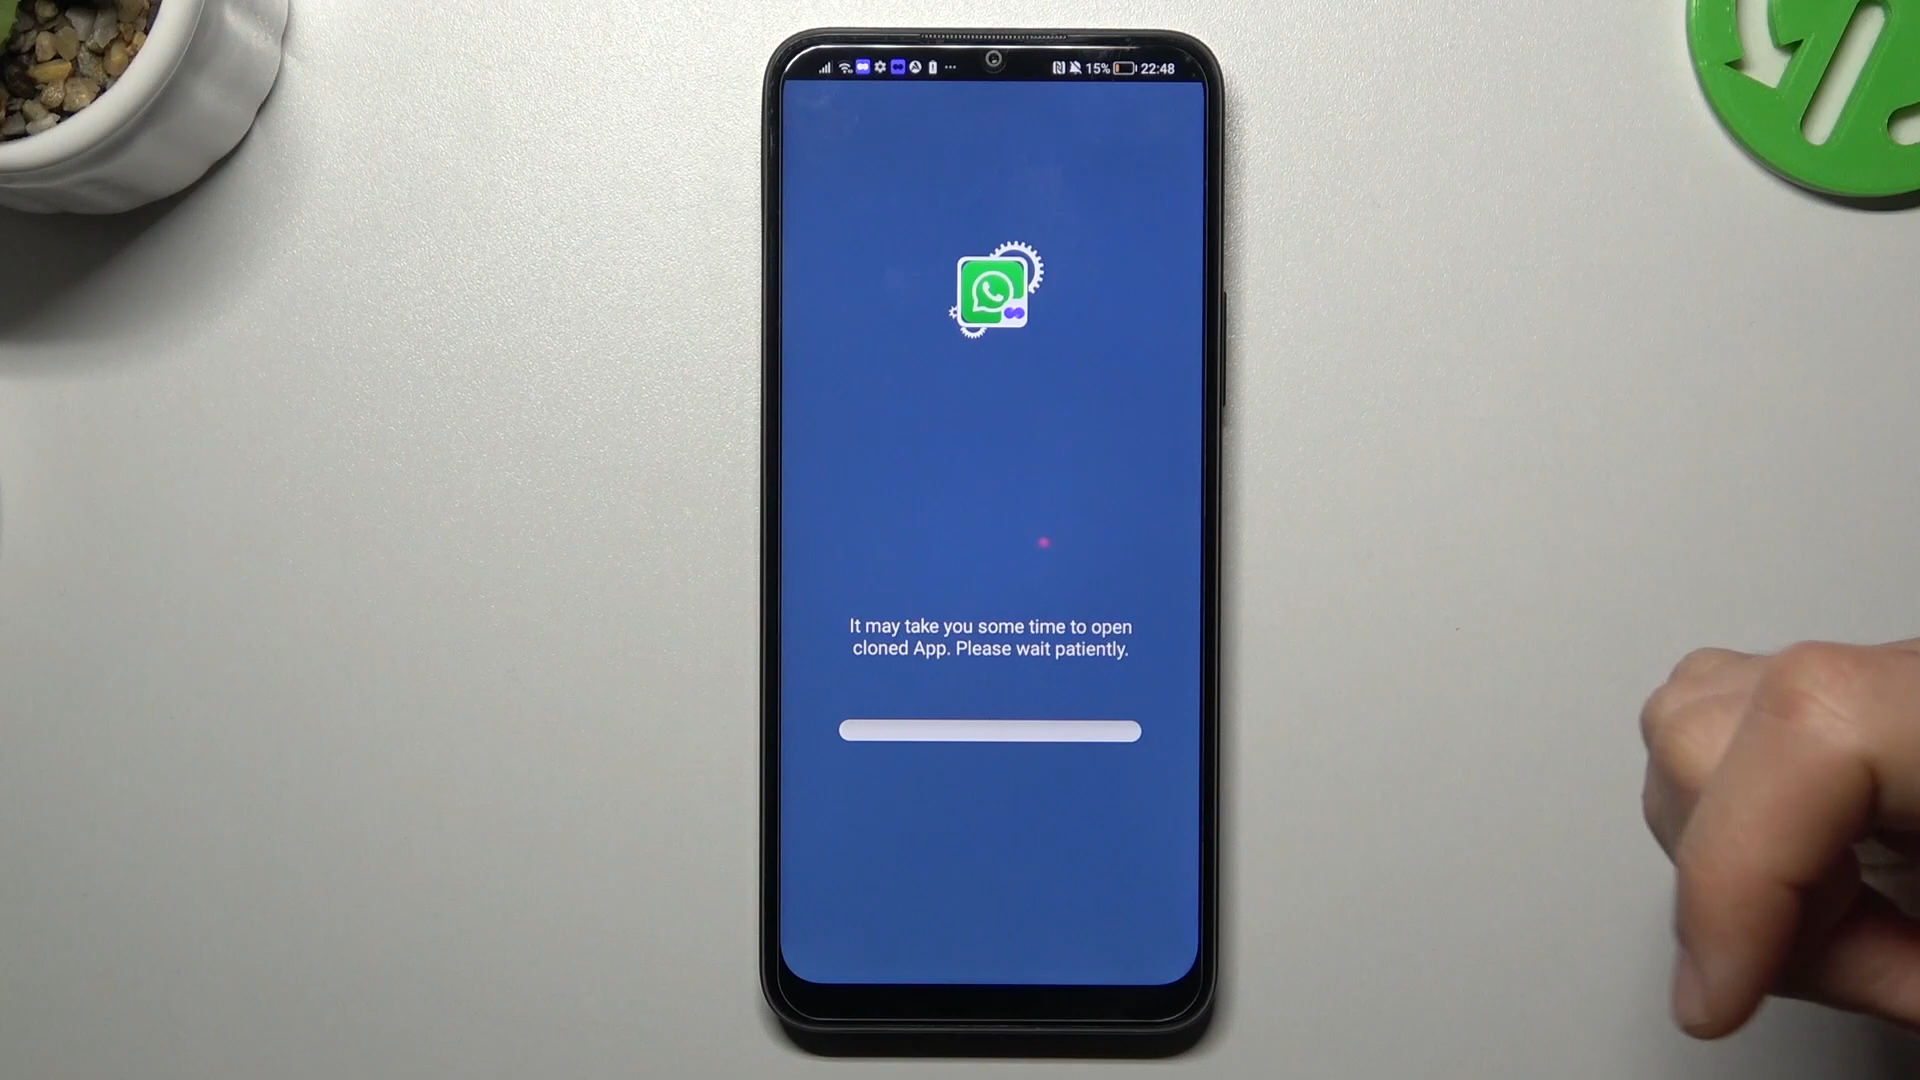 15% 22:48
It may take you some time to open
cloned App. Please wait patiently.